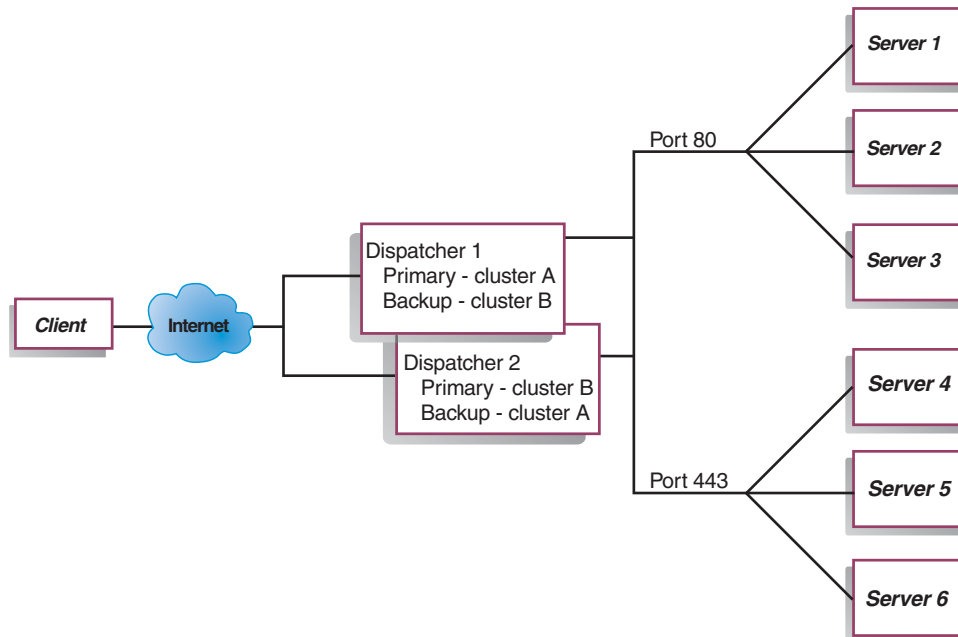 Client
Internet
Dispatcher 1
Primary - cluster A
Backup - cluster B
Dispatcher 2
Primary - cluster B
Backup - cluster A
Port 80
Server 1
Server 2
Server 3
Port 443
Server 4
Server 5
Server 6